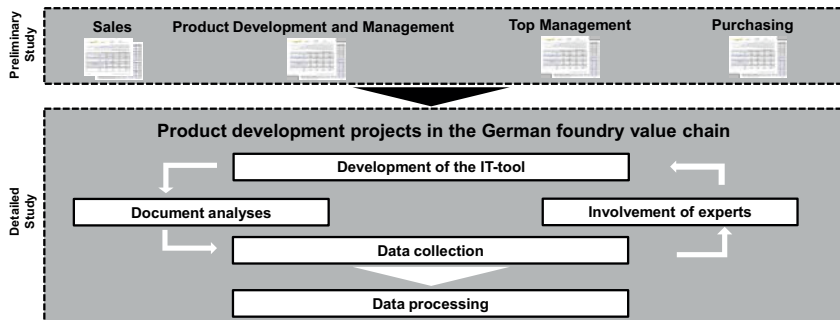 Preliminary
Study
Sales
Product Development and Management
Top Management
Purchasing
Detailed
Study
Product development projects in the German foundry value chain
Development of the IT-tool
Document analyses
Involvement of experts
Data collection
Data processing